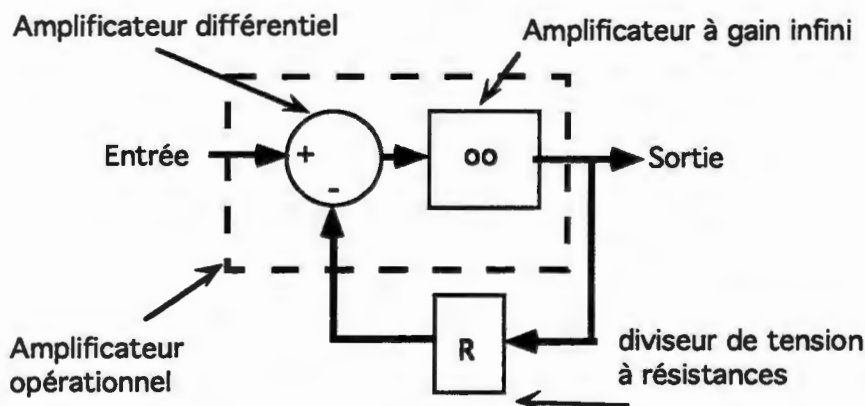 Amplificateur différentiel
Amplificateur à gain infini
Entrée
+
-
oo
Sortie
R
Amplificateur
opérationnel
diviseur de tension
à résistances